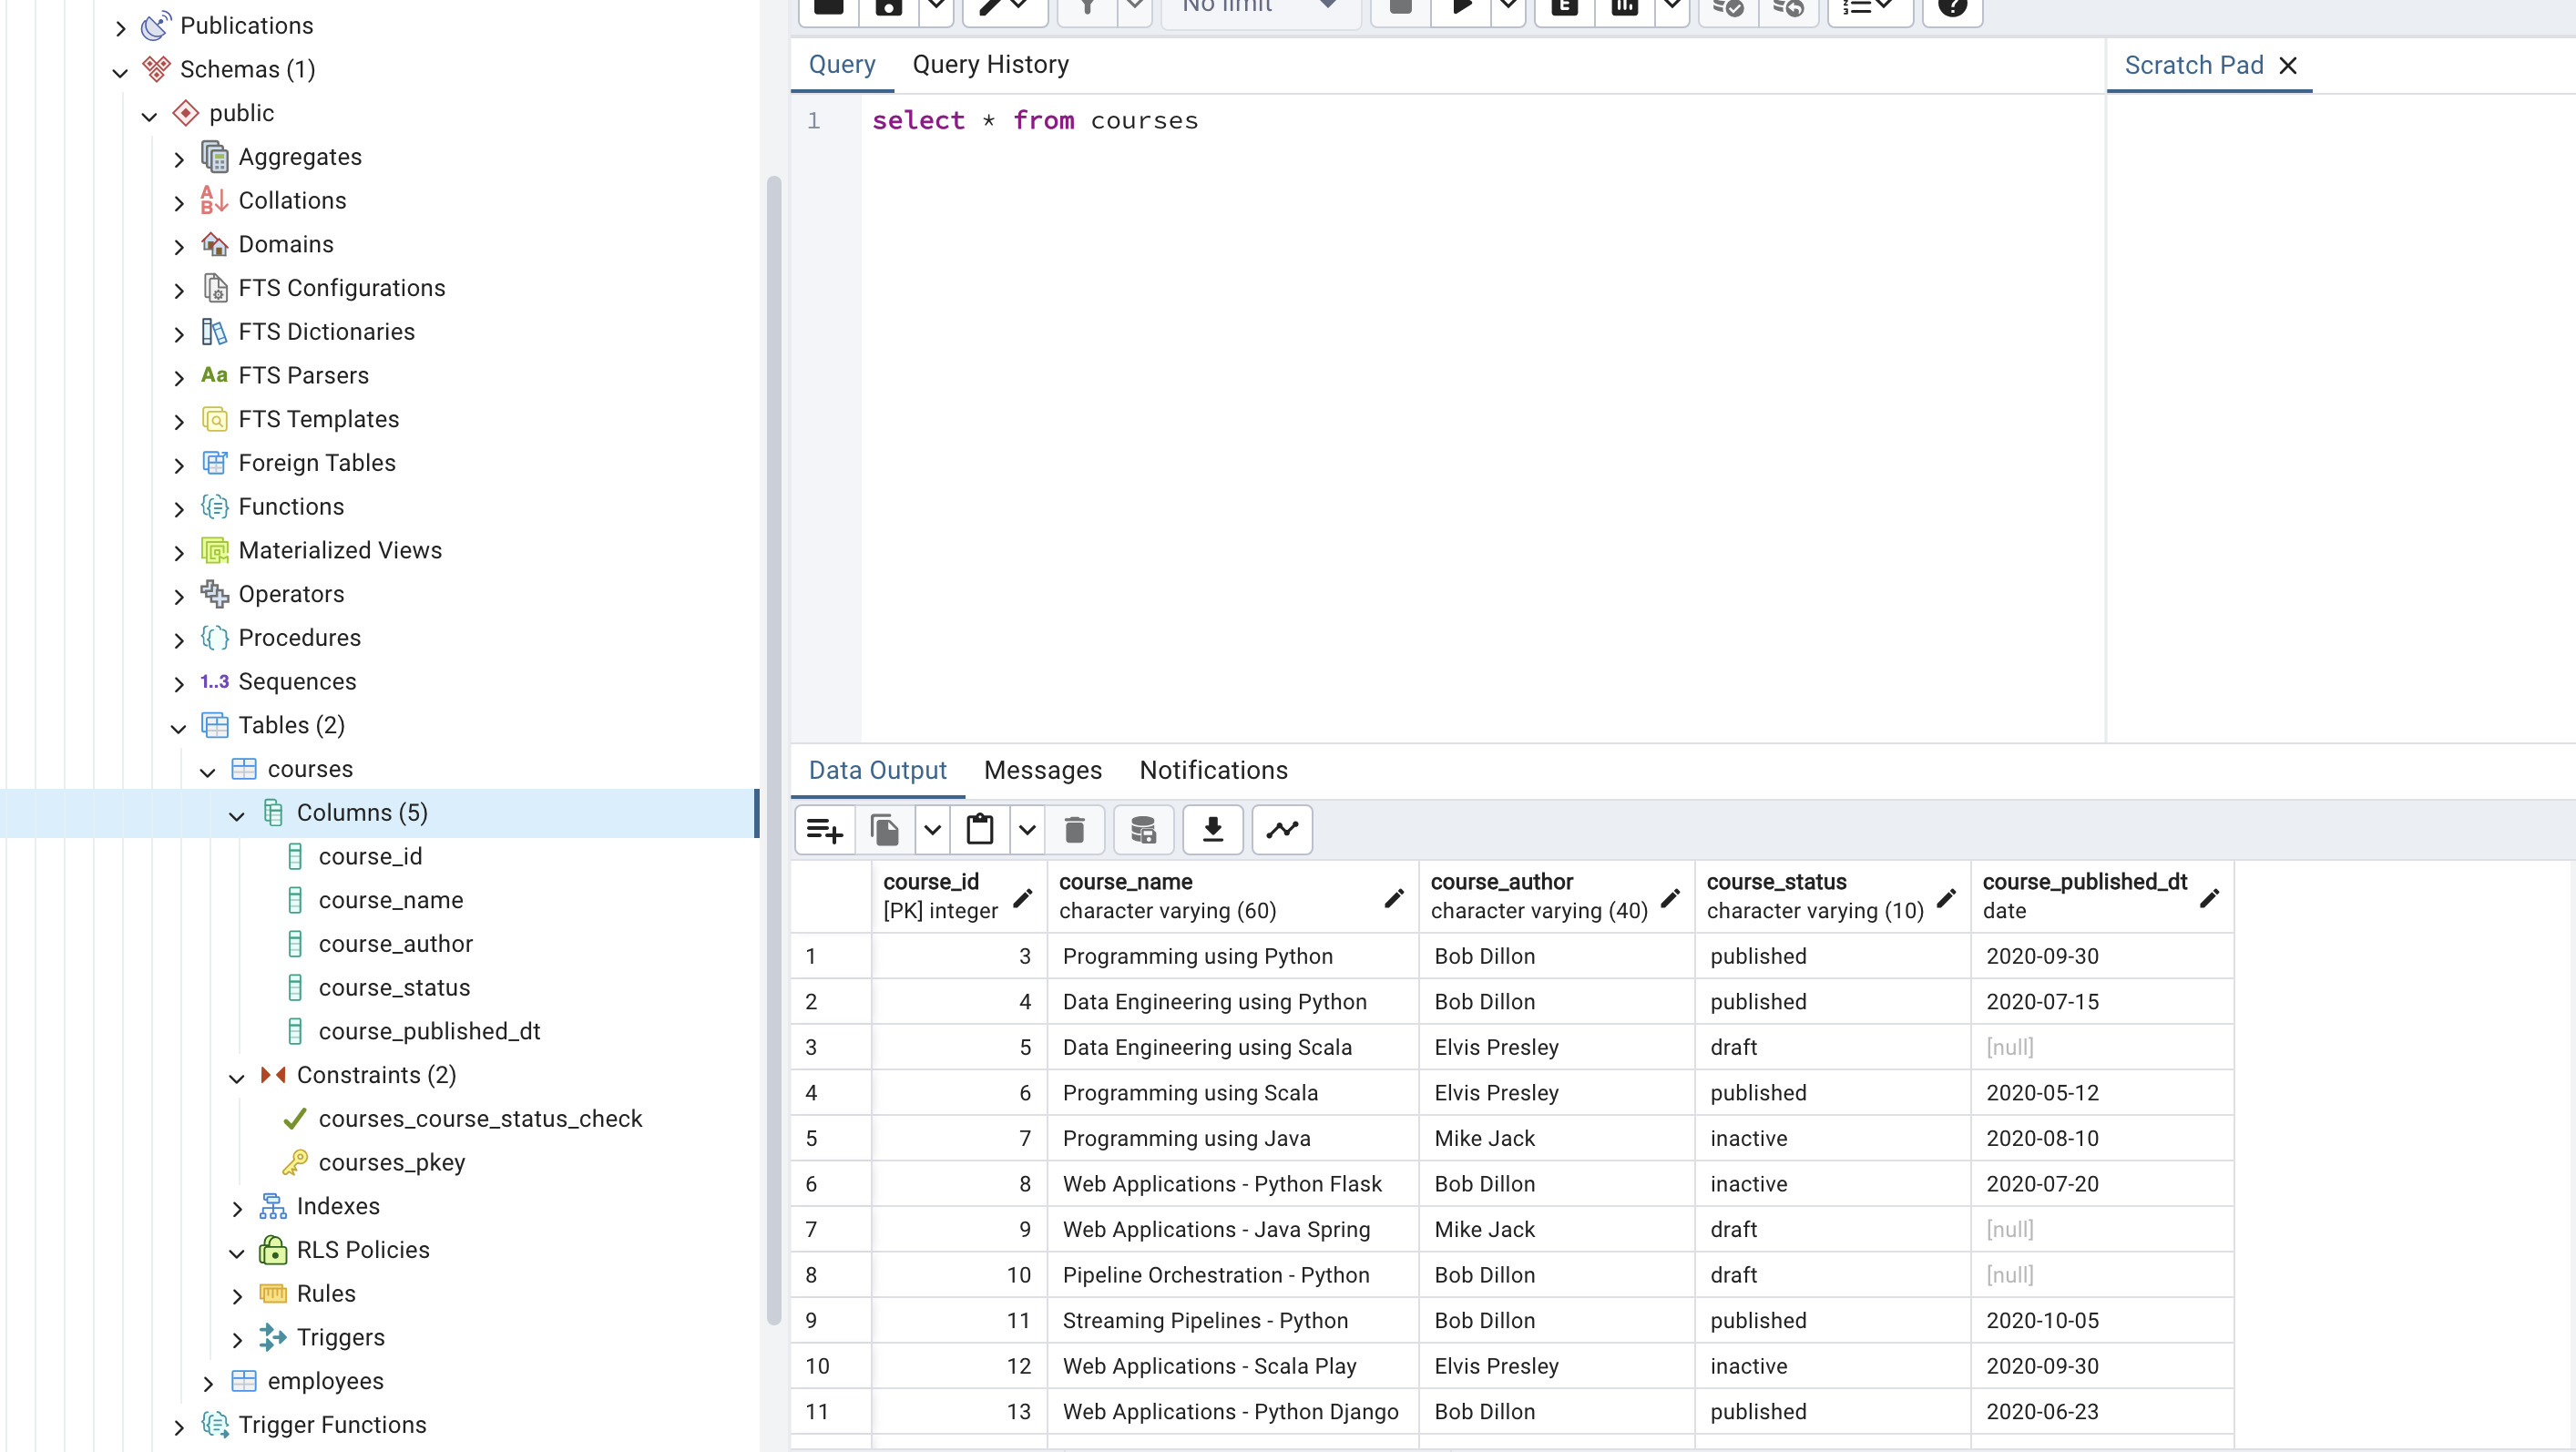 Publications
Schemas (1)
public
Aggregates
Collations
Domains
FTS Configurations
FTS Dictionaries
Aa FTS Parsers
FTS Templates
Foreign Tables
Functions
Materialized Views
Operators
Procedures
1..3 Sequences
Tables (2)
courses
Columns (5)
course_id
course_name
course_author
course_status
course_published_dt
Constraints (2)
courses_course_status_check
courses_pkey
Indexes
RLS Policies
Rules
Triggers
employees
Trigger Functions
No limit
Query Query History
Scratch Pad
1 select * from courses
Data Output Messages Notifications
course_id course_name course_author course_status course_published_dt
[PK] integer character varying (60) character varying (40) character varying (10) date
1 3 Programming using Python Bob Dillon published 2020-09-30
2 4 Data Engineering using Python Bob Dillon published 2020-07-15
3 5 Data Engineering using Scala Elvis Presley draft [null]
4 6 Programming using Scala Elvis Presley published 2020-05-12
5 7 Programming using Java Mike Jack inactive 2020-08-10
6 8 Web Applications - Python Flask Bob Dillon inactive 2020-07-20
7 9 Web Applications - Java Spring Mike Jack draft [null]
8 10 Pipeline Orchestration - Python Bob Dillon draft [null]
9 11 Streaming Pipelines - Python Bob Dillon published 2020-10-05
10 12 Web Applications - Scala Play Elvis Presley inactive 2020-09-30
11 13 Web Applications - Python Django Bob Dillon published 2020-06-23